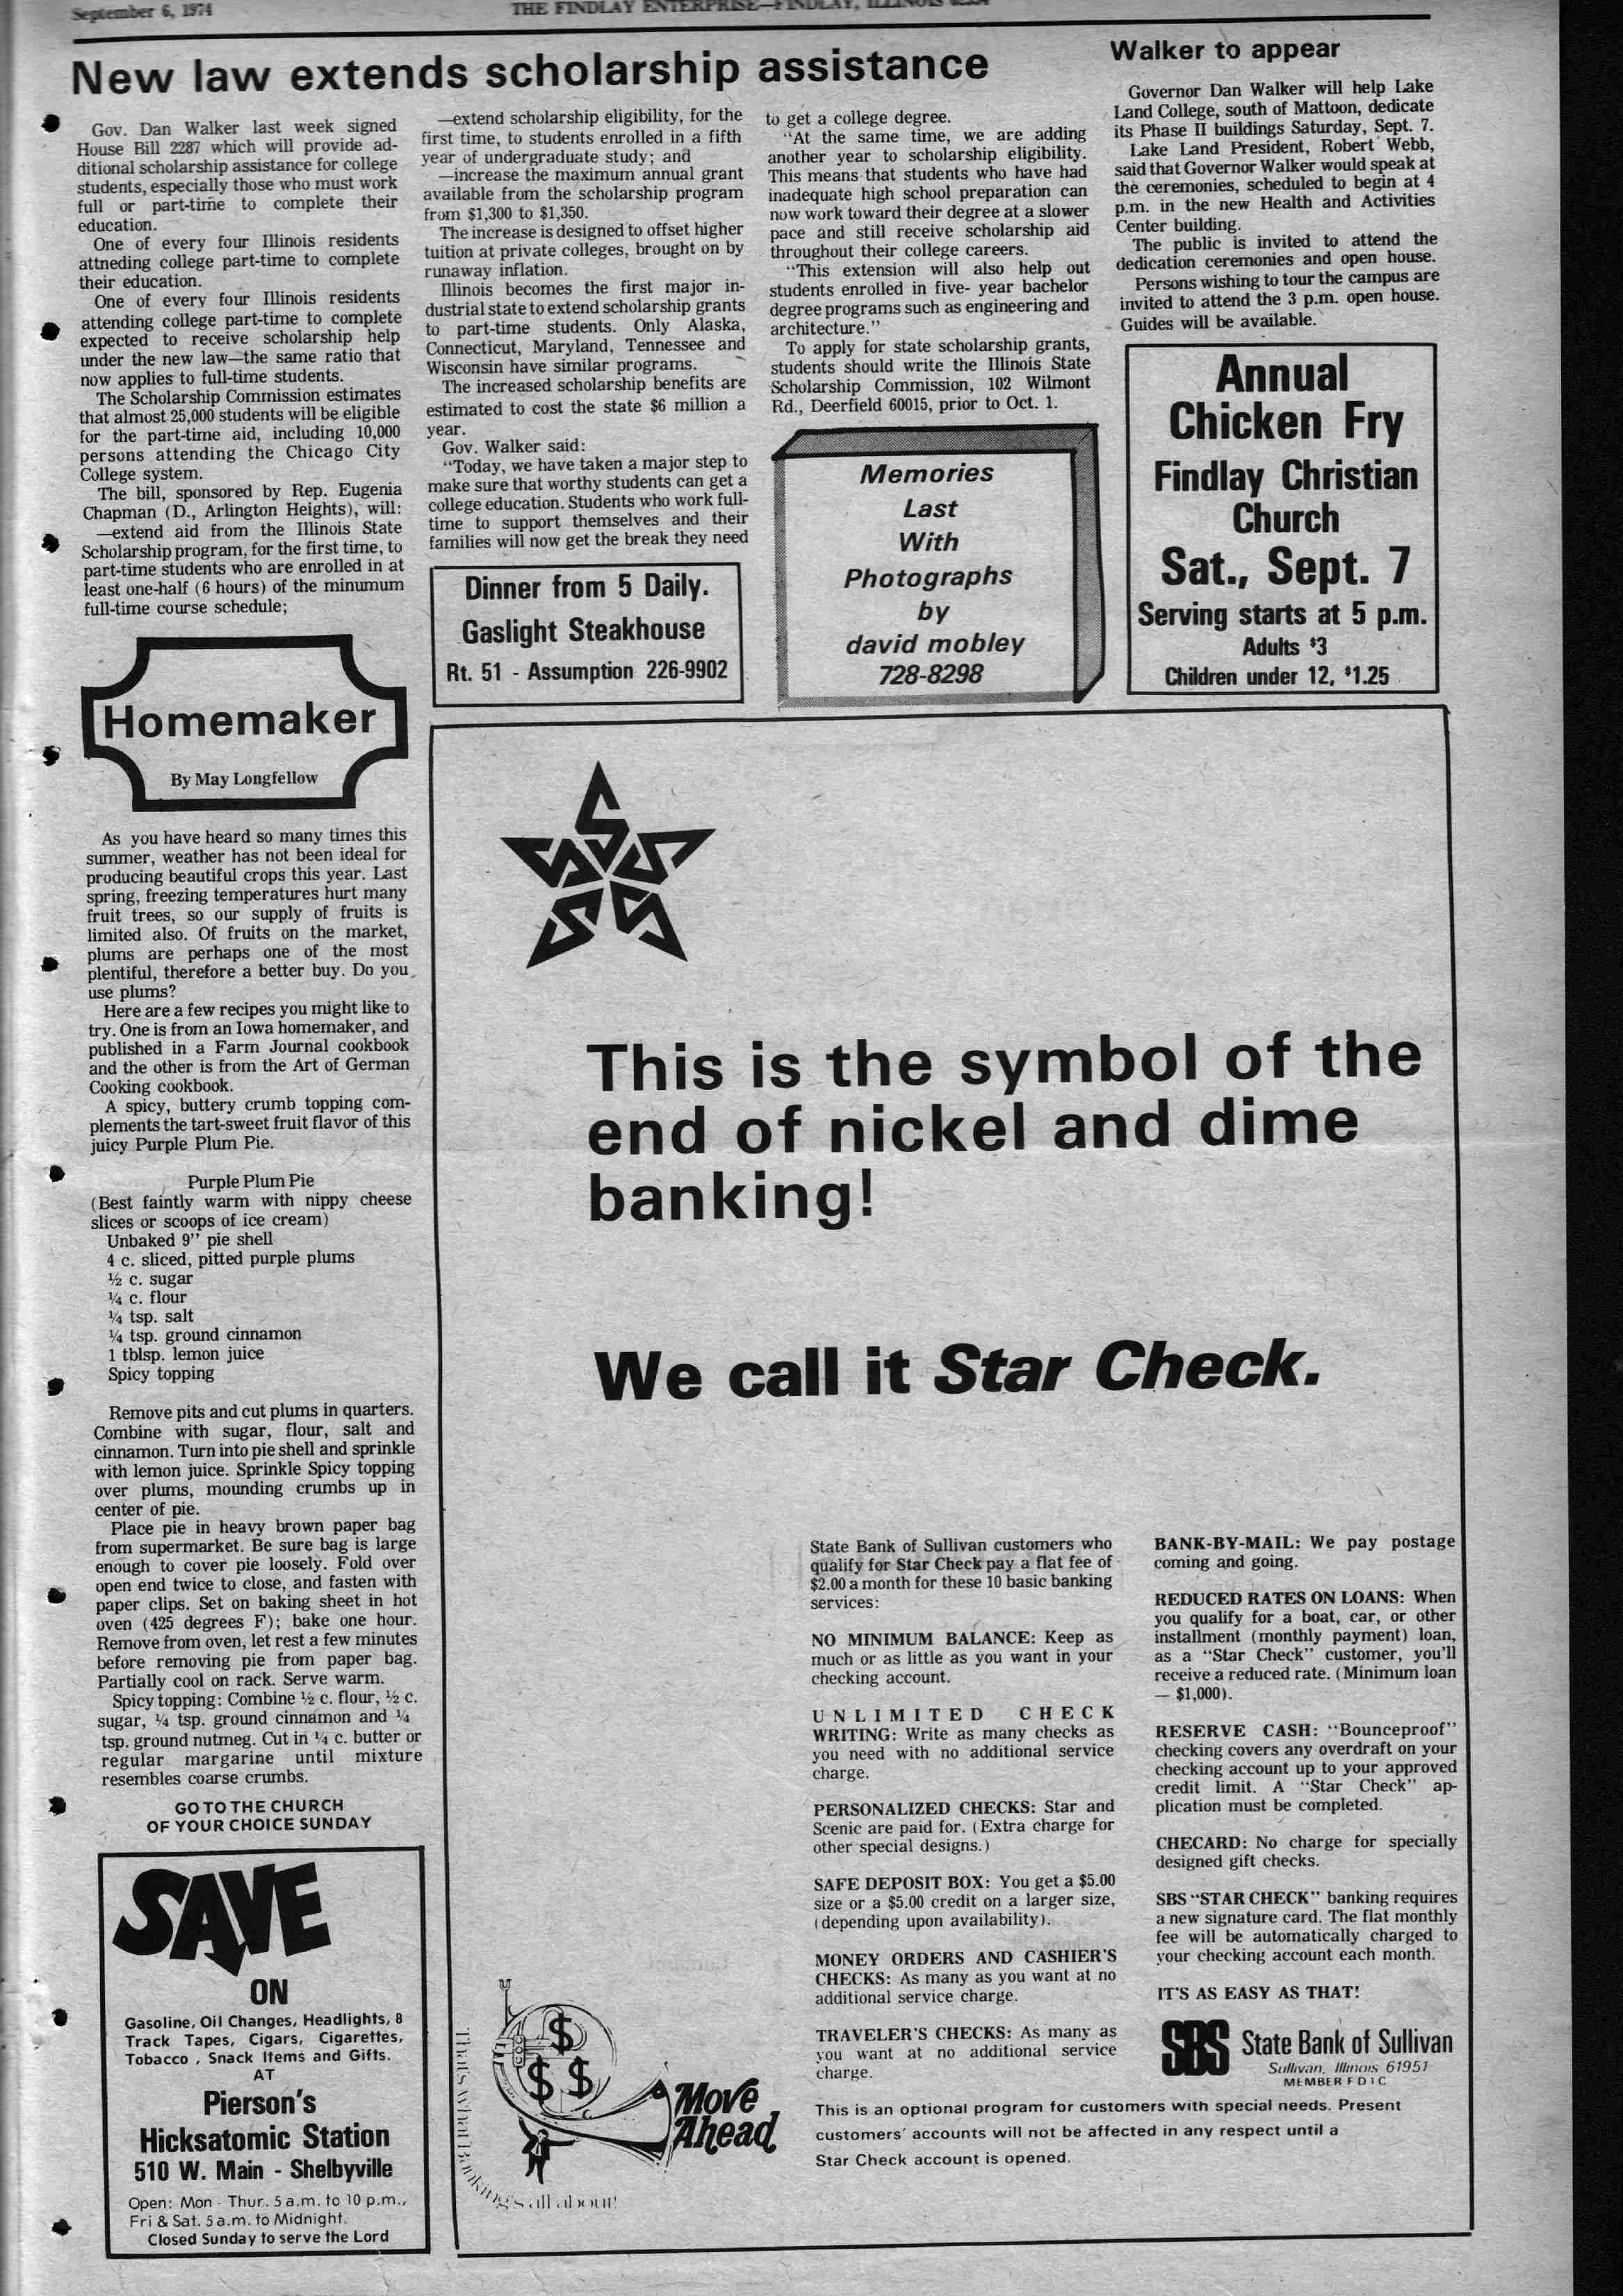 September 6, 1974
THE FINDLAY ENTERPRISE—FINDLAY, ILLINOIS
New law extends scholarship assistance
Gov. Dan Walker last week signed
House Bill 2287 which will provide ad-
ditional scholarship assistance for college
students, especially those who must work
full or part-time to complete their
education.
One of every four Illinois residents
attneding college part-time to complete
their education.
One of every four Illinois residents
attending college part-time to complete
expected to receive scholarship help
under the new law—the same ratio that
now applies to full-time students.
The Scholarship Commission estimates
that almost 25,000 students will be eligible
for the part-time aid, including 10,000
persons attending the Chicago City
College system.
The bill, sponsored by Rep. Eugenia
Chapman (D., Arlington Heights), will:
—extend aid from the Illinois State
Scholarship program, for the first time, to
part-time students who are enrolled in at
least one-half (6 hours) of the minumum
full-time course schedule;
—extend scholarship eligibility, for the
first time, to students enrolled in a fifth
year of undergraduate study; and
—increase the maximum annual grant
available from the scholarship program
from $1,300 to $1,350.
The increase is designed to offset higher
tuition at private colleges, brought on by
runaway inflation.
Illinois becomes the first major in-
dustrial state to extend scholarship grants
to part-time students. Only Alaska,
Connecticut, Maryland, Tennessee and
Wisconsin have similar programs.
The increased scholarship benefits are
estimated to cost the state $6 million a
year.
Gov. Walker said:
"Today, we have taken a major step to
make sure that worthy students can get a
college education. Students who work full-
time to support themselves and their
families will now get the break they need
to get a college degree.
"At the same time, we are adding
another year to scholarship eligibility.
This means that students who have had
inadequate high school preparation can
now work toward their degree at a slower
pace and still receive scholarship aid
throughout their college careers.
"This extension will also help out
students enrolled in five- year bachelor
degree programs such as engineering and
architecture."
To apply for state scholarship grants,
students should write the Illinois State
Scholarship Commission, 102 Wilmont
Rd., Deerfield 60015, prior to Oct. 1.
Walker to appear
Governor Dan Walker will help Lake
Land College, south of Mattoon, dedicate
its Phase II buildings Saturday, Sept. 7.
Lake Land President, Robert Webb,
said that Governor Walker would speak at
the ceremonies, scheduled to begin at 4
p.m. in the new Health and Activities
Center building.
The public is invited to attend the
dedication ceremonies and open house.
Persons wishing to tour the campus are
invited to attend the 3 p.m. open house.
Guides will be available.
Dinner from 5 Daily.
Gaslight Steakhouse
Rt. 51 - Assumption 226-9902
Memories
Last
With
Photographs
by
david mobley
728-8298
Annual
Chicken Fry
Findlay Christian
Church
Sat., Sept. 7
Serving starts at 5 p.m.
Adults $3
Children under 12, $1.25
Homemaker
By May Longfellow
As you have heard so many times this
summer, weather has not been ideal for
producing beautiful crops this year. Last
spring, freezing temperatures hurt many
fruit trees, so our supply of fruits is
limited also. Of fruits on the market,
plums are perhaps one of the most
plentiful, therefore a better buy. Do you
use plums?
Here are a few recipes you might like to
try. One is from an Iowa homemaker, and
published in a Farm Journal cookbook
and the other is from the Art of German
Cooking cookbook.
A spicy, buttery crumb topping com-
plements the tart-sweet fruit flavor of this
juicy Purple Plum Pie.
Purple Plum Pie
(Best faintly warm with nippy cheese
slices or scoops of ice cream)
Unbaked 9" pie shell
4 c. sliced, pitted purple plums
½ c. sugar
¼ c. flour
¼ tsp. salt
¼ tsp. ground cinnamon
1 tblsp. lemon juice
Spicy topping
Remove pits and cut plums in quarters.
Combine with sugar, flour, salt and
cinnamon. Turn into pie shell and sprinkle
with lemon juice. Sprinkle Spicy topping
over plums, mounding crumbs up in
center of pie.
Place pie in heavy brown paper bag
from supermarket. Be sure bag is large
enough to cover pie loosely. Fold over
open end twice to close, and fasten with
paper clips. Set on baking sheet in hot
oven (425 degrees F); bake one hour.
Remove from oven, let rest a few minutes
before removing pie from paper bag.
Partially cool on rack. Serve warm.
Spicy topping: Combine ½ c. flour, ½ c.
sugar, ¼ tsp. ground cinnamon and ¼
tsp. ground nutmeg. Cut in ¼ c. butter or
regular margarine until mixture
resembles coarse crumbs.
GO TO THE CHURCH
OF YOUR CHOICE SUNDAY
SAVE
ON
Gasoline, Oil Changes, Headlights, 8
Track Tapes, Cigars, Cigarettes,
Tobacco , Snack Items and Gifts.
AT
Pierson's
Hicksatomic Station
510 W. Main - Shelbyville
Open: Mon - Thur. 5 a.m. to 10 p.m.,
Fri & Sat. 5 a.m. to Midnight.
Closed Sunday to serve the Lord
This is the symbol of the
end of nickel and dime
banking!
We call it Star Check.
State Bank of Sullivan customers who
qualify for Star Check pay a flat fee of
$2.00 a month for these 10 basic banking
services:
NO MINIMUM BALANCE: Keep as
much or as little as you want in your
checking account.
UNLIMITED CHECK
WRITING: Write as many checks as
you need with no additional service
charge.
PERSONALIZED CHECKS: Star and
Scenic are paid for. (Extra charge for
other special designs.)
SAFE DEPOSIT BOX: You get a $5.00
size or a $5.00 credit on a larger size,
(depending upon availability).
MONEY ORDERS AND CASHIER'S
CHECKS: As many as you want at no
additional service charge.
TRAVELER'S CHECKS: As many as
you want at no additional service
charge.
BANK-BY-MAIL: We pay postage
coming and going.
REDUCED RATES ON LOANS: When
you qualify for a boat, car, or other
installment (monthly payment) loan,
as a "Star Check" customer, you'll
receive a reduced rate. (Minimum loan
— $1,000).
RESERVE CASH: "Bounceproof"
checking covers any overdraft on your
checking account up to your approved
credit limit. A "Star Check" ap-
plication must be completed.
CHECARD: No charge for specially
designed gift checks.
SBS "STAR CHECK" banking requires
a new signature card. The flat monthly
fee will be automatically charged to
your checking account each month.
IT'S AS EASY AS THAT!
SBS State Bank of Sullivan
Sullivan, Illinois 61951
MEMBER F D I C
This is an optional program for customers with special needs. Present
customers' accounts will not be affected in any respect until a
Star Check account is opened.
$
$ $
Move
Ahead
That's what banking's all about!